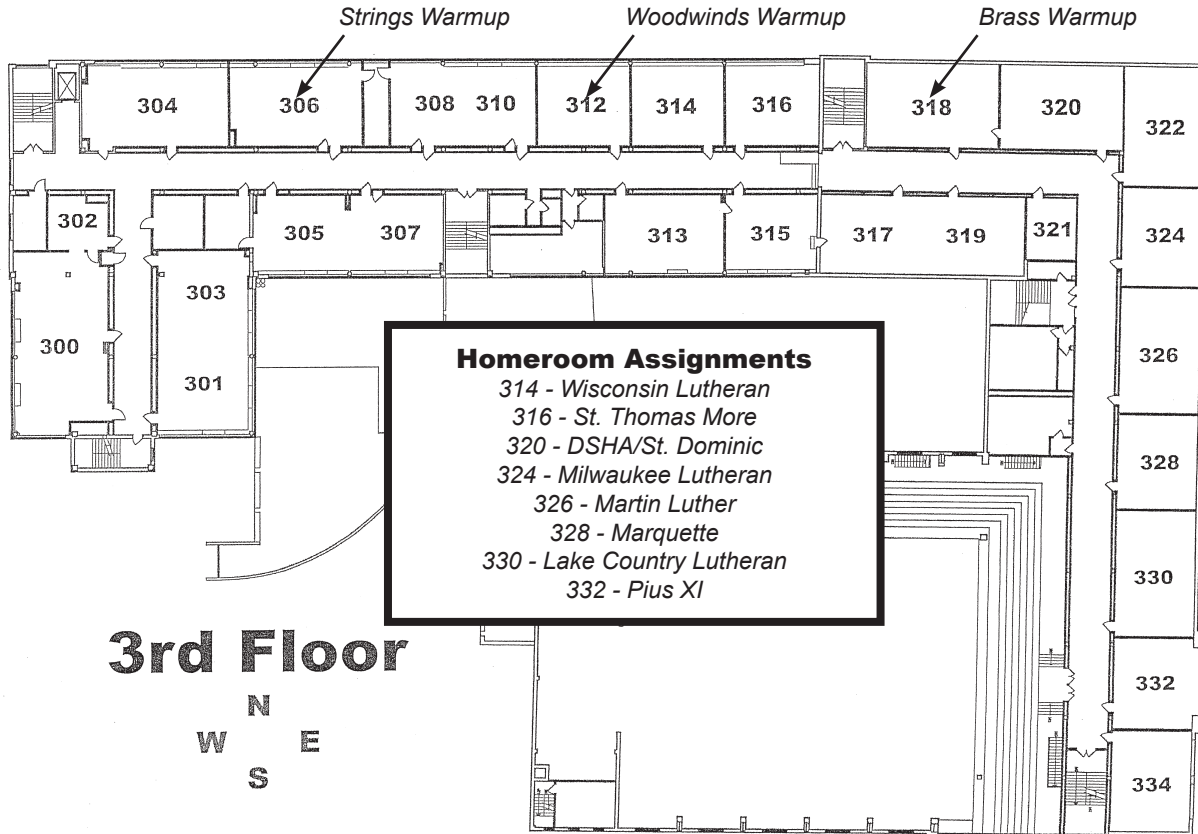 Strings Warmup
Woodwinds Warmup
Brass Warmup
304
306
308
310
312
314
316
318
320
322
302
305
307
313
315
317
319
321
324
303
300
301
326
328
330
332
334
Homeroom Assignments
314 - Wisconsin Lutheran
316 - St. Thomas More
320 - DSHA/St. Dominic
324 - Milwaukee Lutheran
326 - Martin Luther
328 - Marquette
330 - Lake Country Lutheran
332 - Pius XI
3rd Floor
N
W E
S